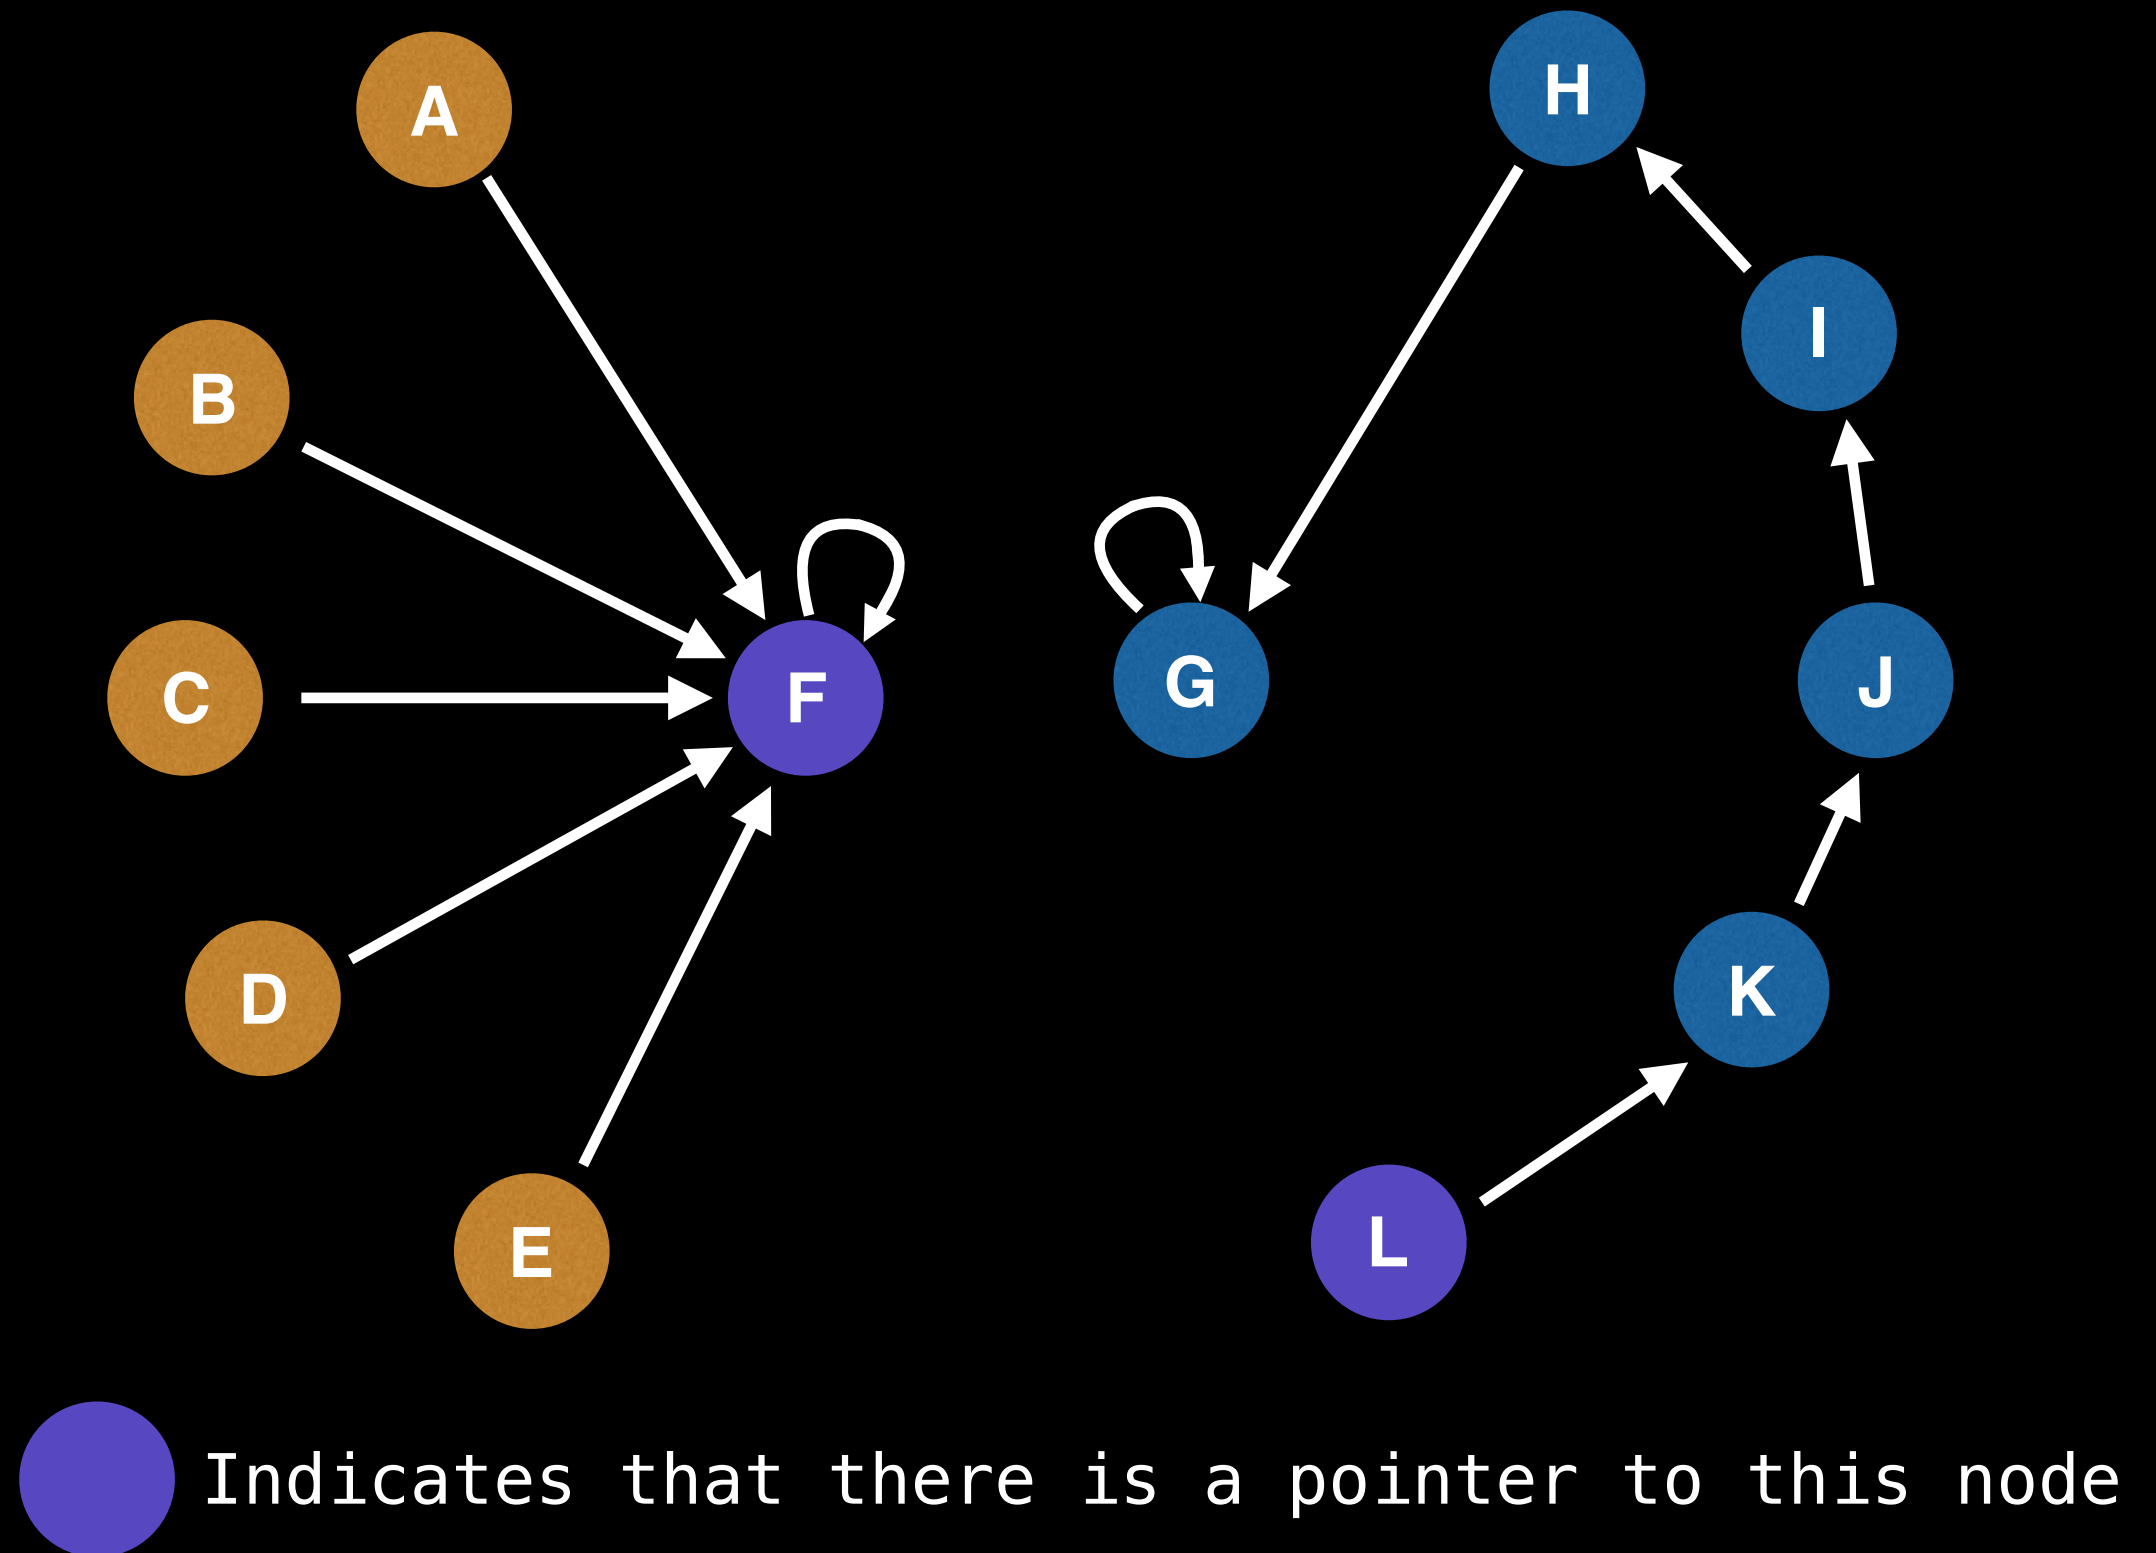 A
H
B
I
C
F
G
J
D
K
E
L
Indicates that there is a pointer to this node